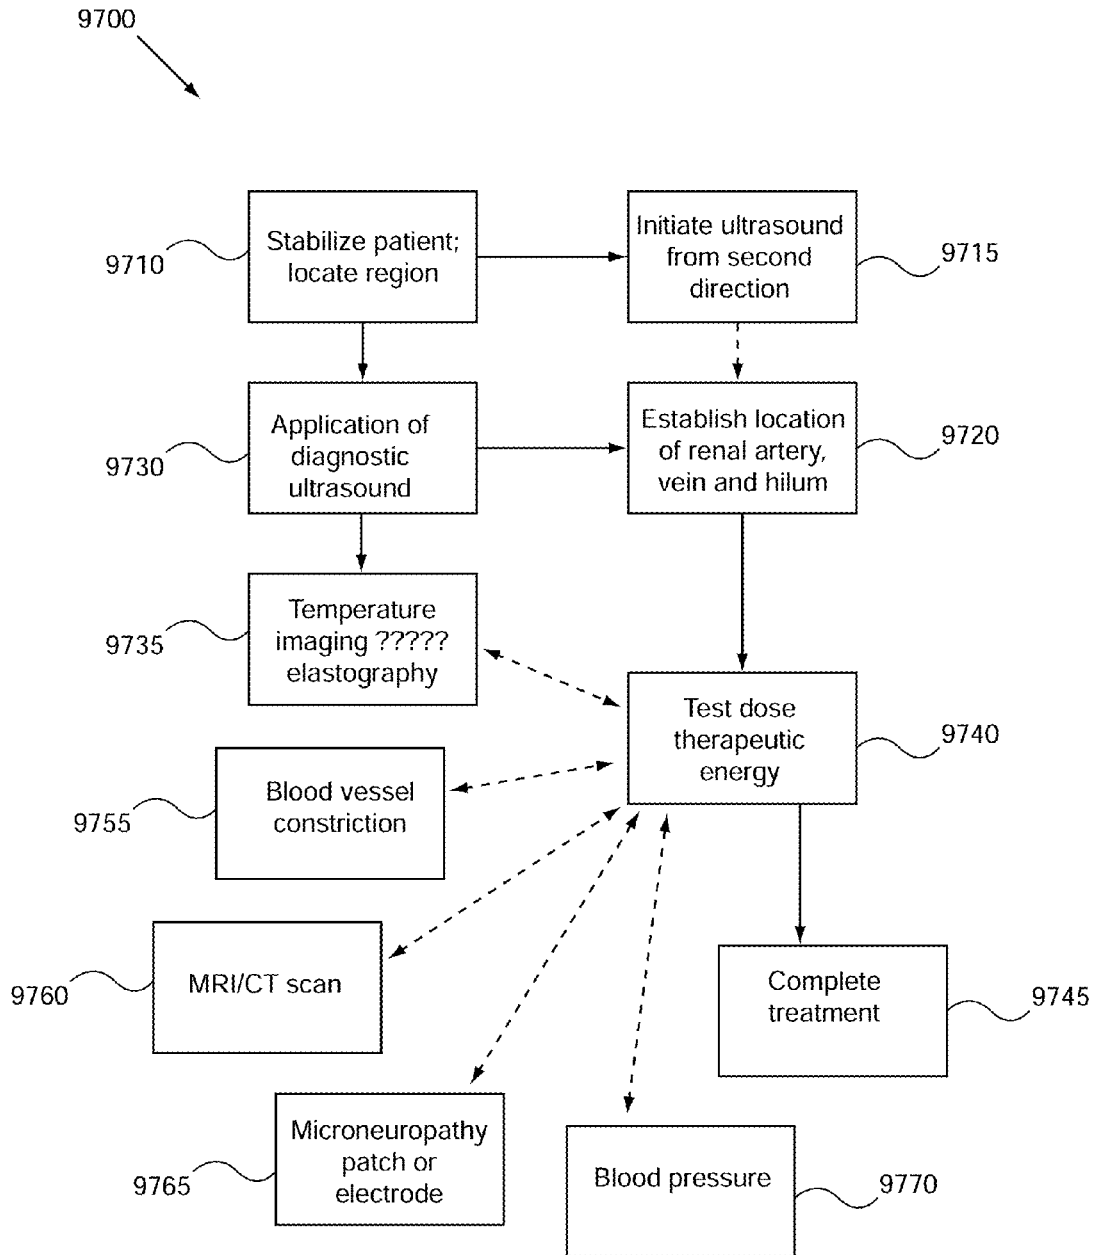 9700
9710
Stabilize patient;
locate region
Initiate ultrasound
from second
direction
9715
9730
Application of
diagnostic
ultrasound
Establish location
of renal artery,
vein and hilum
9720
9735
Temperature
imaging ?????
elastography
Test dose
therapeutic
energy
9740
9755
Blood vessel
constriction
9760
MRI/CT scan
Complete
treatment
9745
9765
Microneuropathy
patch or
electrode
Blood pressure
9770